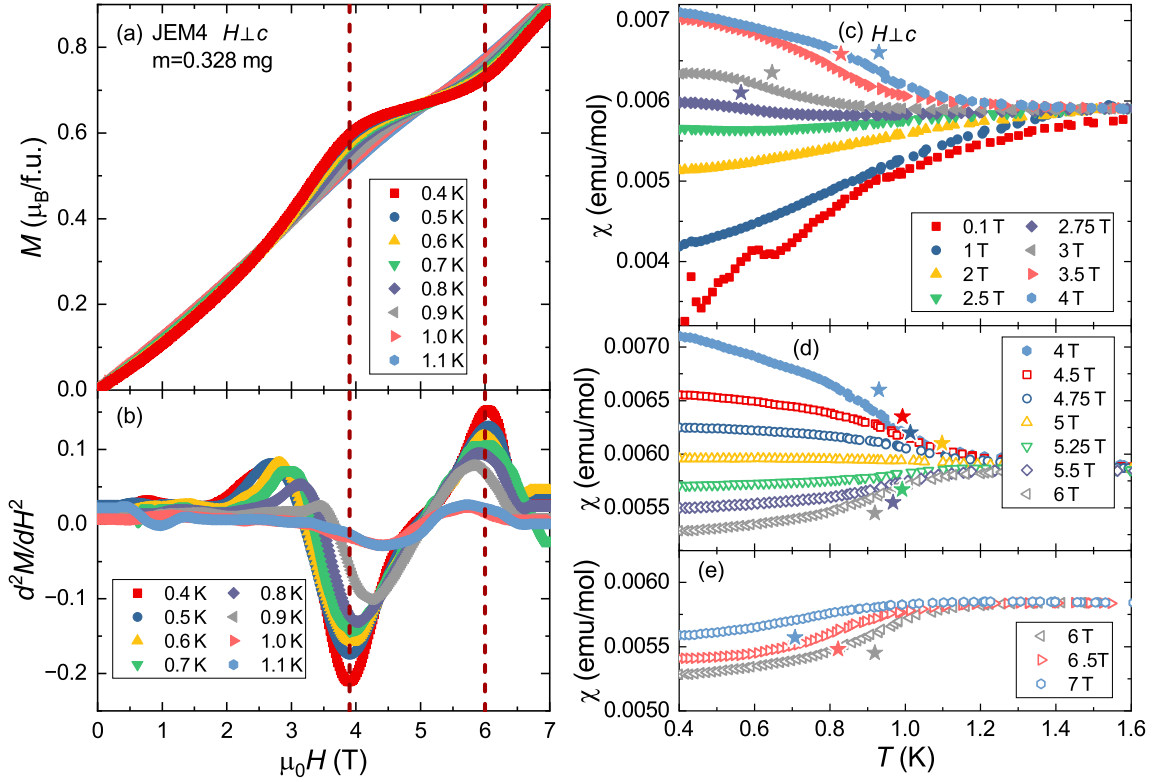 (a) JEM4 H⊥c
m=0.328 mg
M (μB/f.u.)
0.8
0.6
0.4
0.2
0.0
0.4 K
0.5 K
0.6 K
0.7 K
0.8 K
0.9 K
1.0 K
1.1 K
(b)
d²M/dH²
0.1
0.0
−0.1
−0.2
0.4 K 0.8 K
0.5 K 0.9 K
0.6 K 1.0 K
0.7 K 1.1 K
0 1 2 3 4 5 6 7
μ0H (T)
(c) H⊥c
χ (emu/mol)
0.007
0.006
0.005
0.004
0.1 T 2.75 T
1 T 3 T
2 T 3.5 T
2.5 T 4 T
(d)
χ (emu/mol)
0.0070
0.0065
0.0060
0.0055
4 T
4.5 T
4.75 T
5 T
5.25 T
5.5 T
6 T
(e)
χ (emu/mol)
0.0060
0.0055
0.0050
6 T
6.5T
7 T
0.4 0.6 0.8 1.0 1.2 1.4 1.6
T (K)